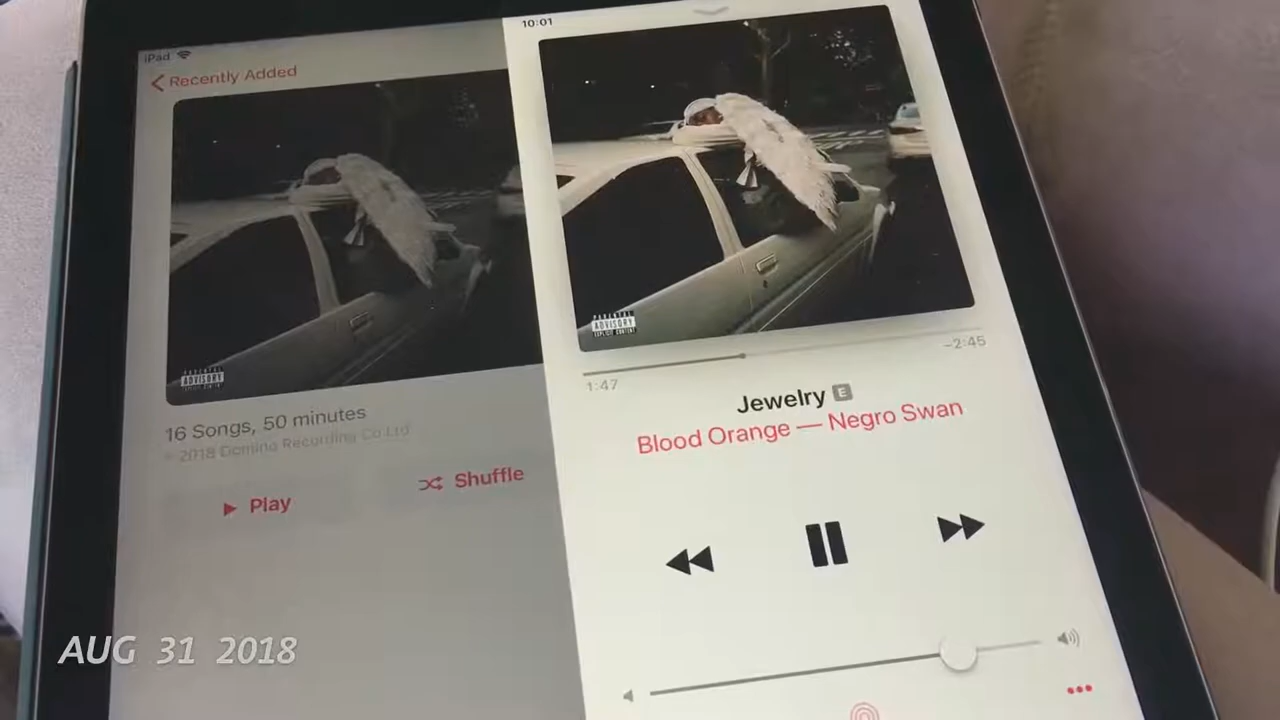 iPad
Recently Added
PARENTAL
ADVISORY
16 Songs, 50 minutes
℗ 2018 Domino Recording Co Ltd
Play
Shuffle
10:01
PARENTAL
ADVISORY
EXPLICIT CONTENT
1:47
-2:45
Jewelry E
Blood Orange — Negro Swan
AUG 31 2018